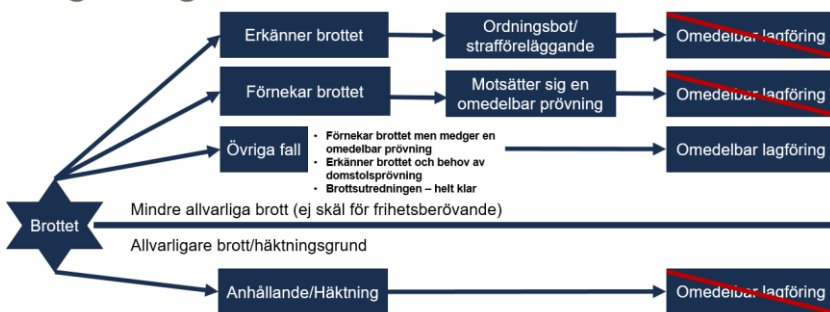 Erkänner brottet
Ordningsbot/
strafföreläggande
Omedelbar lagföring
Förnekar brottet
Motsätter sig en
omedelbar prövning
Omedelbar lagföring
Övriga fall
• Förnekar brottet men medger en
omedelbar prövning
• Erkänner brottet och behov av
domstolsprövning
• Brottsutredningen – helt klar
Omedelbar lagföring
Mindre allvarliga brott (ej skäl för frihetsberövande)
Brottet
Allvarligare brott/häktningsgrund
Anhållande/Häktning
Omedelbar lagföring